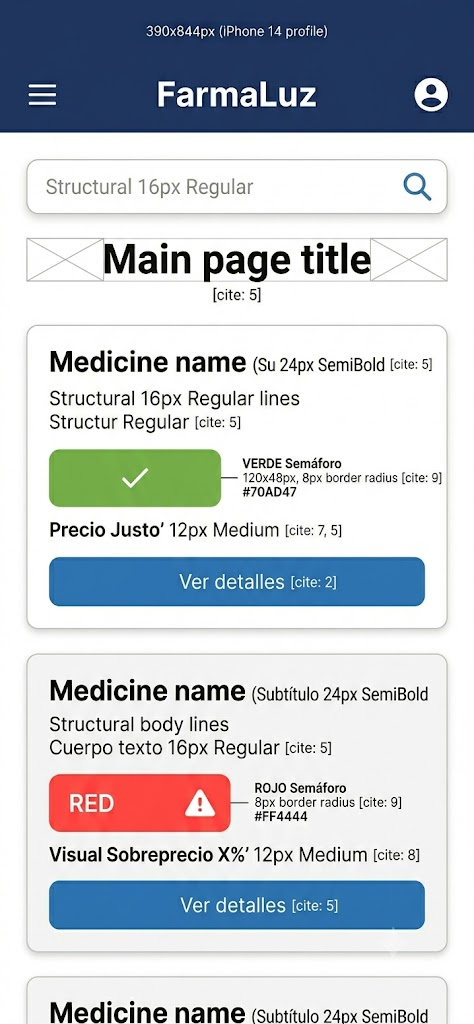 390x844px (iPhone 14 profile)
FarmaLuz
Structural 16px Regular
Main page title
[cite: 5]
Medicine name (Su 24px SemiBold [cite: 5]
Structural 16px Regular lines
Structur Regular [cite: 5]
VERDE Semáforo
120x48px, 8px border radius [cite: 9]
#70AD47
Precio Justo’ 12px Medium [cite: 7, 5]
Ver detalles [cite: 2]
Medicine name (Subtítulo 24px SemiBold
Structural body lines
Cuerpo texto 16px Regular [cite: 5]
RED
ROJO Semáforo
8px border radius [cite: 9]
#FF4444
Visual Sobreprecio X%’ 12px Medium [cite: 8]
Ver detalles [cite: 5]
Medicine name (Subtítulo 24px SemiBold